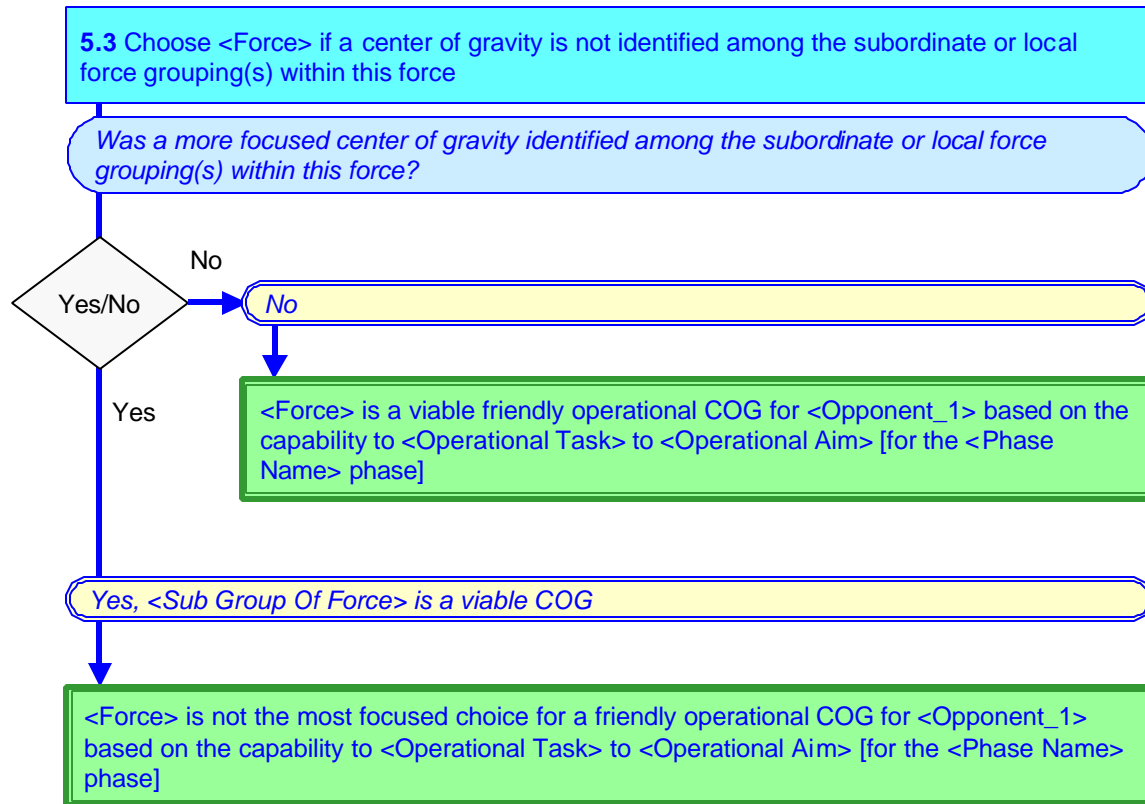 5.3 Choose <Force> if a center of gravity is not identified among the subordinate or local
force grouping(s) within this force
Was a more focused center of gravity identified among the subordinate or local force
grouping(s) within this force?
No
Yes/No
No
Yes
<Force> is a viable friendly operational COG for <Opponent_1> based on the
capability to <Operational Task> to <Operational Aim> [for the <Phase
Name> phase]
Yes, <Sub Group Of Force> is a viable COG
<Force> is not the most focused choice for a friendly operational COG for <Opponent_1>
based on the capability to <Operational Task> to <Operational Aim> [for the <Phase Name>
phase]